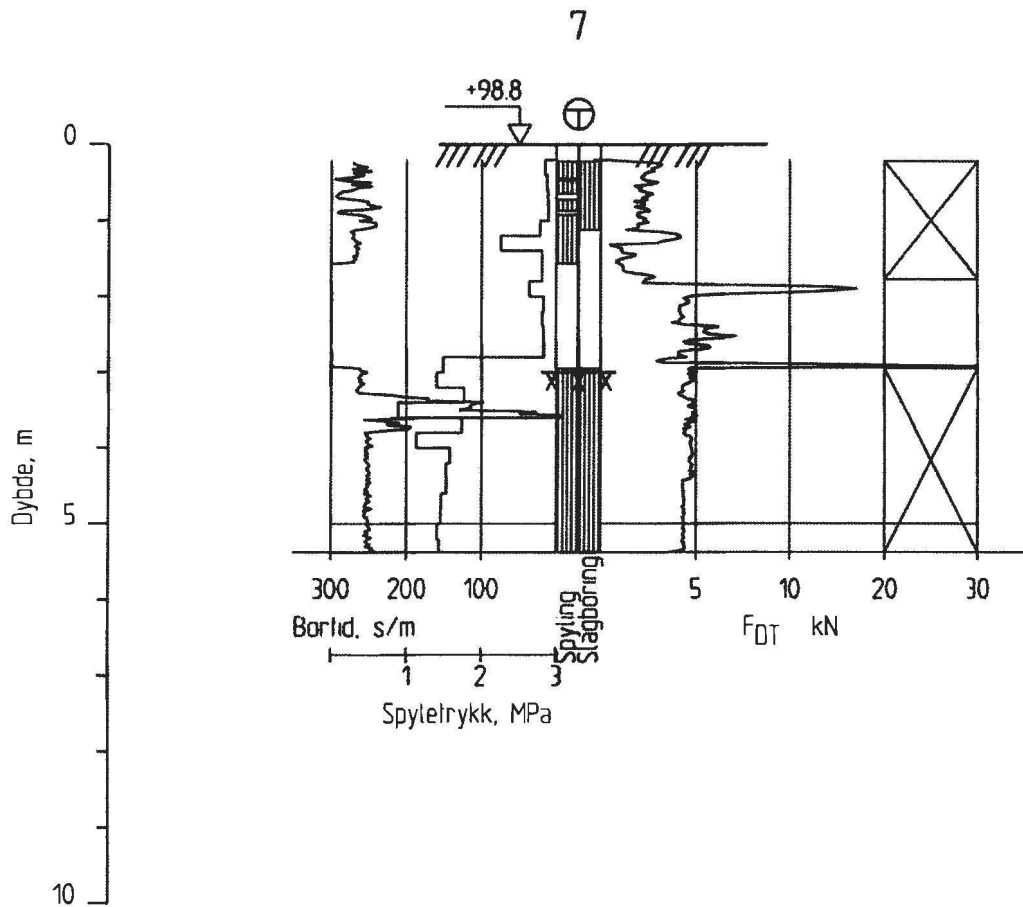 7
+98.8
0
5
10
Dybde, m
300 200 100
5 10 20 30
Bortid, s/m
Spyling
Slagboring
FDT kN
1 2 3
Spyletrykk, MPa